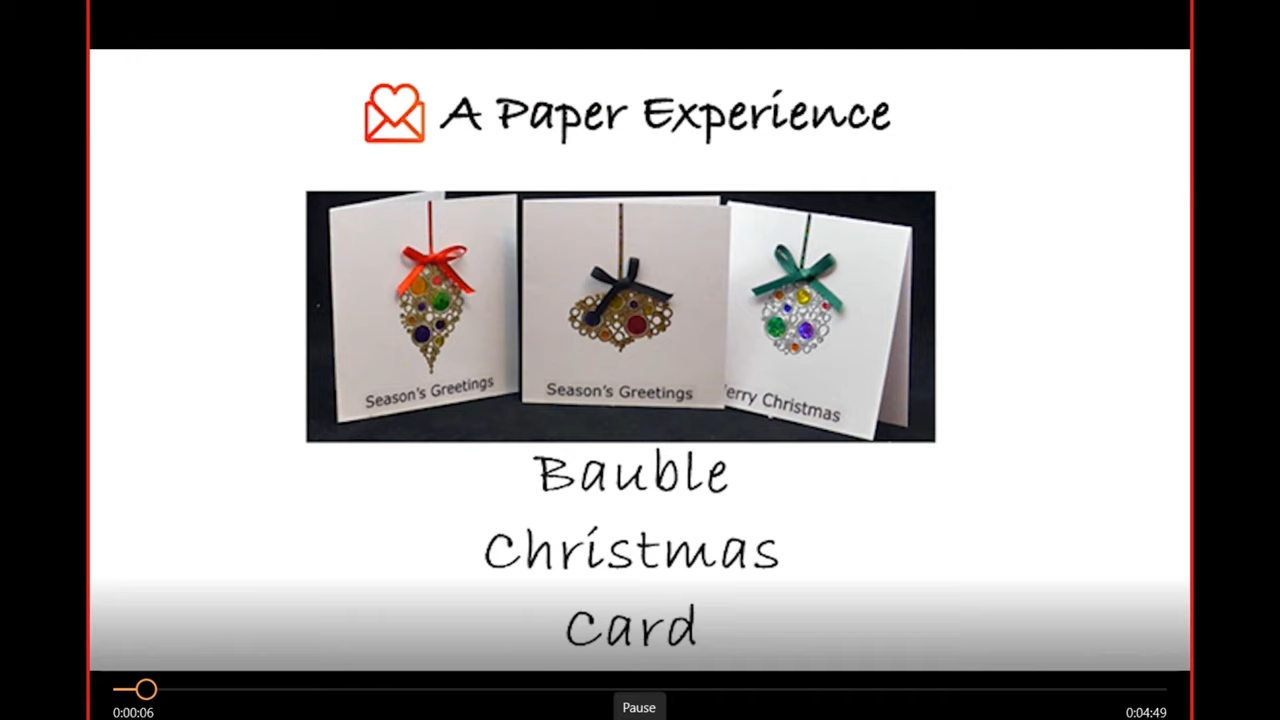 A Paper Experience
Season's Greetings
Season's Greetings
erry Christmas
Bauble
Christmas
Card
Pause
0:00:06
0:04:49